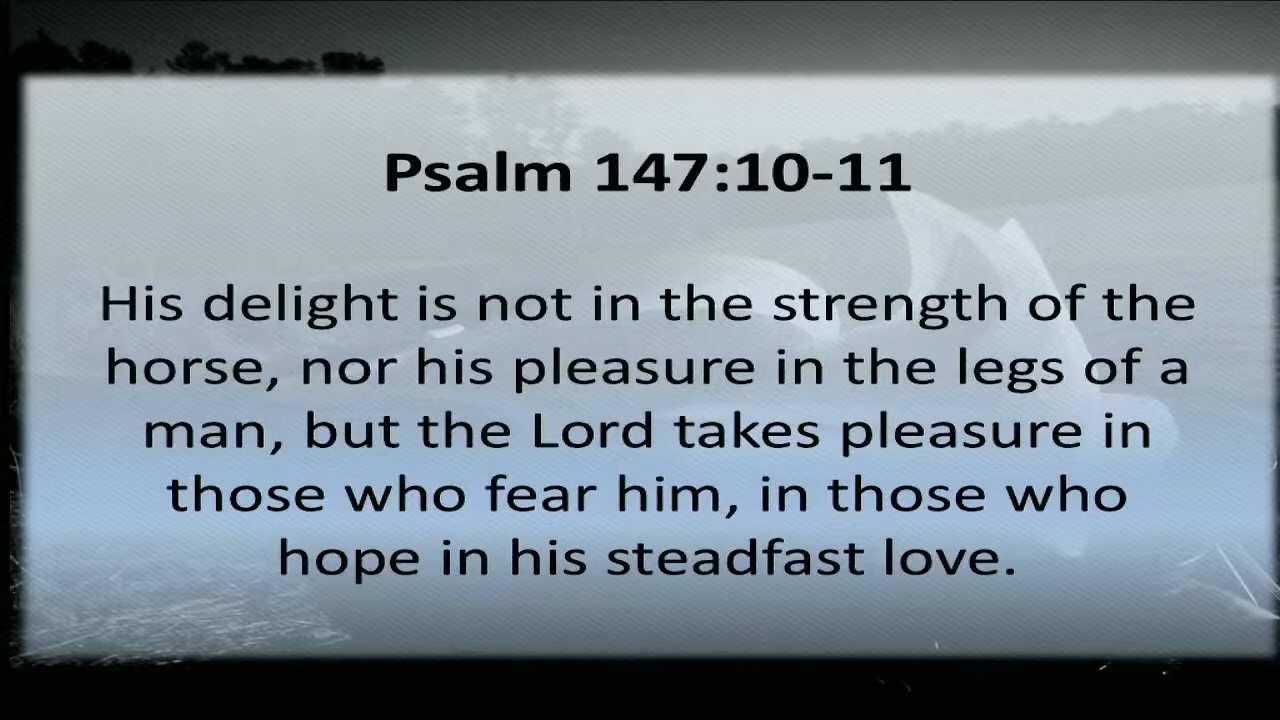 Psalm 147:10-11
His delight is not in the strength of the
horse, nor his pleasure in the legs of a
man, but the Lord takes pleasure in
those who fear him, in those who
hope in his steadfast love.